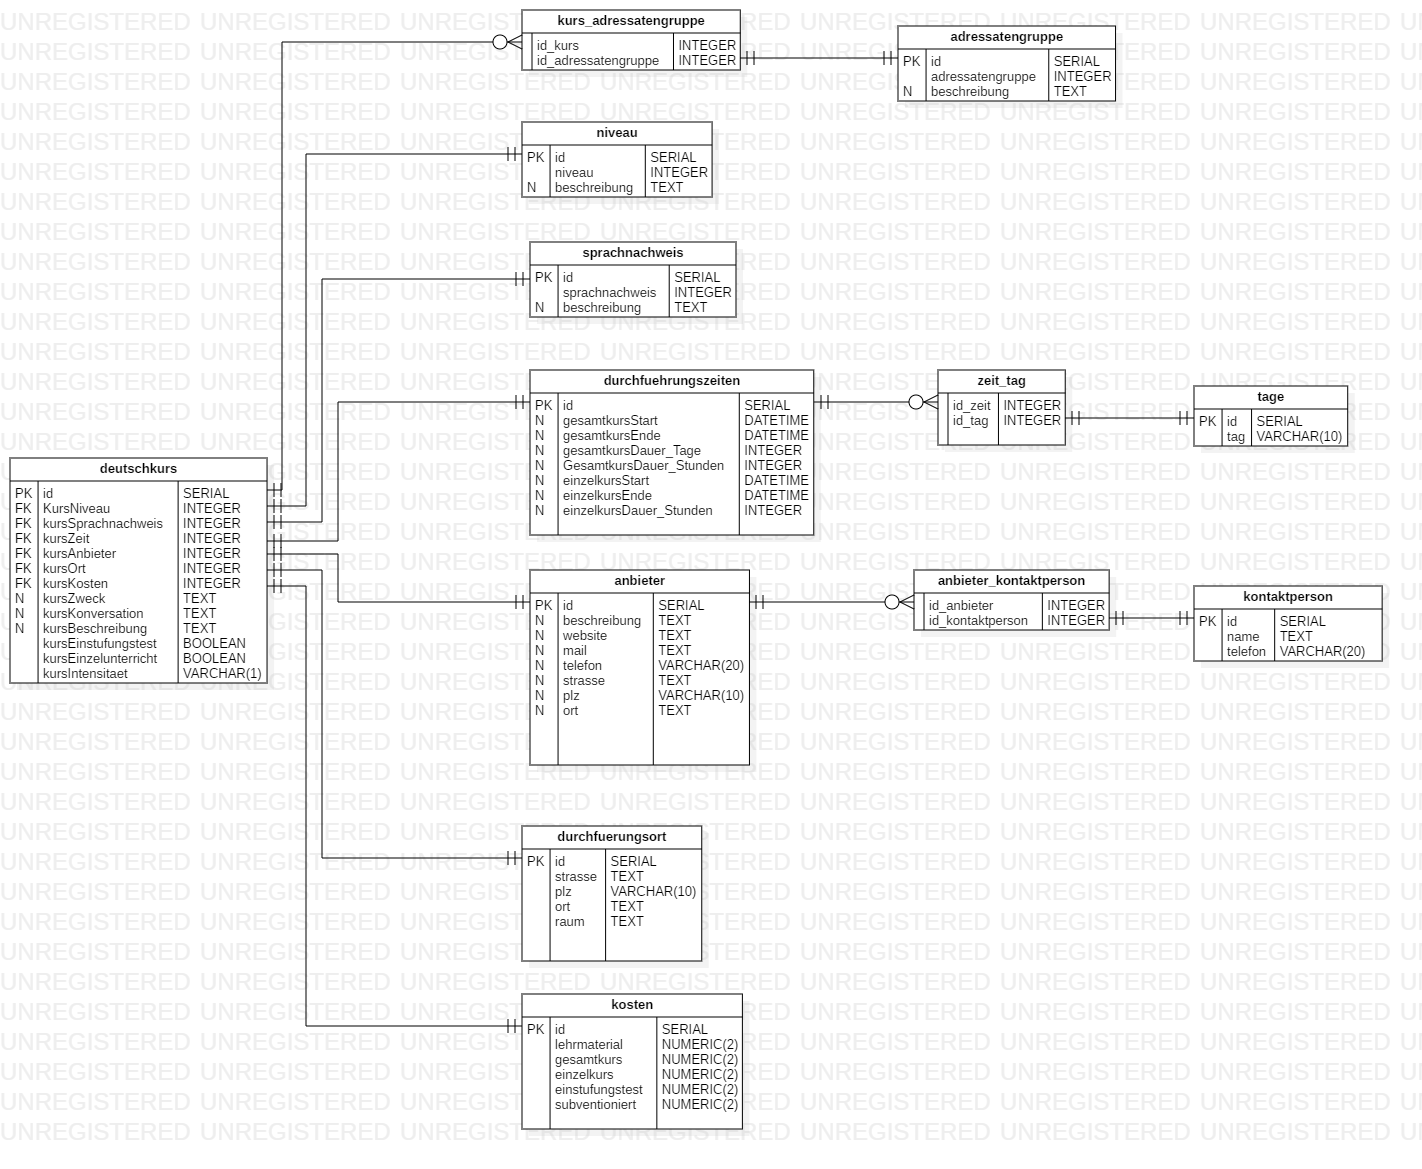 kurs_adressatengruppe
id_kurs INTEGER
id_adressatengruppe INTEGER
adressatengruppe
PK id SERIAL
adressatengruppe INTEGER
N beschreibung TEXT
niveau
PK id SERIAL
niveau INTEGER
N beschreibung TEXT
sprachnachweis
PK id SERIAL
sprachnachweis INTEGER
N beschreibung TEXT
durchfuehrungszeiten
PK id SERIAL
N gesamtkursStart DATETIME
N gesamtkursEnde DATETIME
N gesamtkursDauer_Tage INTEGER
N GesamtkursDauer_Stunden INTEGER
N einzelkursStart DATETIME
N einzelkursEnde DATETIME
N einzelkursDauer_Stunden INTEGER
zeit_tag
id_zeit INTEGER
id_tag INTEGER
tage
PK id SERIAL
tag VARCHAR(10)
deutschkurs
PK id SERIAL
FK KursNiveau INTEGER
FK kursSprachnachweis INTEGER
FK kursZeit INTEGER
FK kursAnbieter INTEGER
FK kursOrt INTEGER
FK kursKosten INTEGER
N kursZweck TEXT
N kursKonversation TEXT
N kursBeschreibung TEXT
kursEinstufungstest BOOLEAN
kursEinzelunterricht BOOLEAN
kursIntensitaet VARCHAR(1)
anbieter
PK id SERIAL
N beschreibung TEXT
N website TEXT
N mail TEXT
N telefon VARCHAR(20)
N strasse TEXT
N plz VARCHAR(10)
N ort TEXT
anbieter_kontaktperson
id_anbieter INTEGER
id_kontaktperson INTEGER
kontaktperson
PK id SERIAL
name TEXT
telefon VARCHAR(20)
durchfuerungsort
PK id SERIAL
strasse TEXT
plz VARCHAR(10)
ort TEXT
raum TEXT
kosten
PK id SERIAL
lehrmaterial NUMERIC(2)
gesamtkurs NUMERIC(2)
einzelkurs NUMERIC(2)
einstufungstest NUMERIC(2)
subventioniert NUMERIC(2)
UNREGISTERED